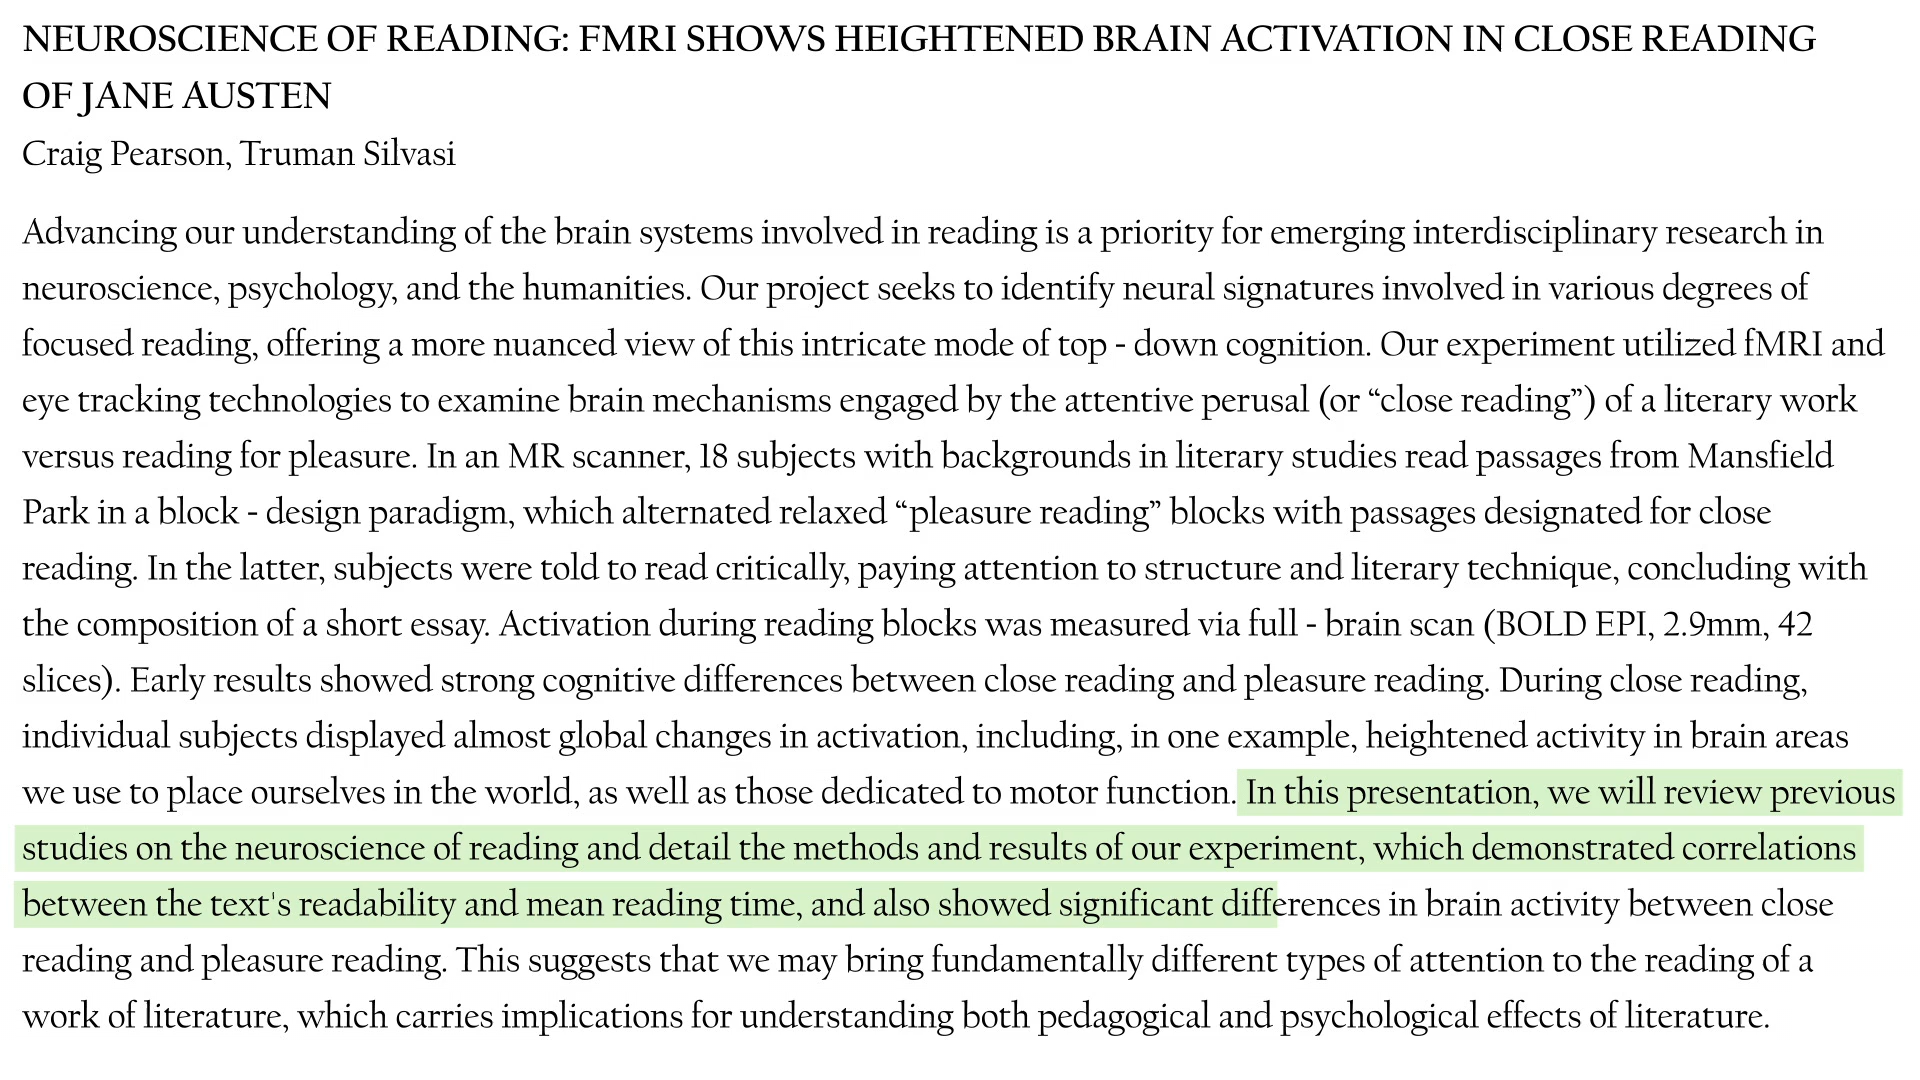 NEUROSCIENCE OF READING: FMRI SHOWS HEIGHTENED BRAIN ACTIVATION IN CLOSE READING
OF JANE AUSTEN
Craig Pearson, Truman Silvasi
Advancing our understanding of the brain systems involved in reading is a priority for emerging interdisciplinary research in
neuroscience, psychology, and the humanities. Our project seeks to identify neural signatures involved in various degrees of
focused reading, offering a more nuanced view of this intricate mode of top - down cognition. Our experiment utilized fMRI and
eye tracking technologies to examine brain mechanisms engaged by the attentive perusal (or “close reading”) of a literary work
versus reading for pleasure. In an MR scanner, 18 subjects with backgrounds in literary studies read passages from Mansfield
Park in a block - design paradigm, which alternated relaxed “pleasure reading” blocks with passages designated for close
reading. In the latter, subjects were told to read critically, paying attention to structure and literary technique, concluding with
the composition of a short essay. Activation during reading blocks was measured via full - brain scan (BOLD EPI, 2.9mm, 42
slices). Early results showed strong cognitive differences between close reading and pleasure reading. During close reading,
individual subjects displayed almost global changes in activation, including, in one example, heightened activity in brain areas
we use to place ourselves in the world, as well as those dedicated to motor function. In this presentation, we will review previous
studies on the neuroscience of reading and detail the methods and results of our experiment, which demonstrated correlations
between the text's readability and mean reading time, and also showed significant differences in brain activity between close
reading and pleasure reading. This suggests that we may bring fundamentally different types of attention to the reading of a
work of literature, which carries implications for understanding both pedagogical and psychological effects of literature.